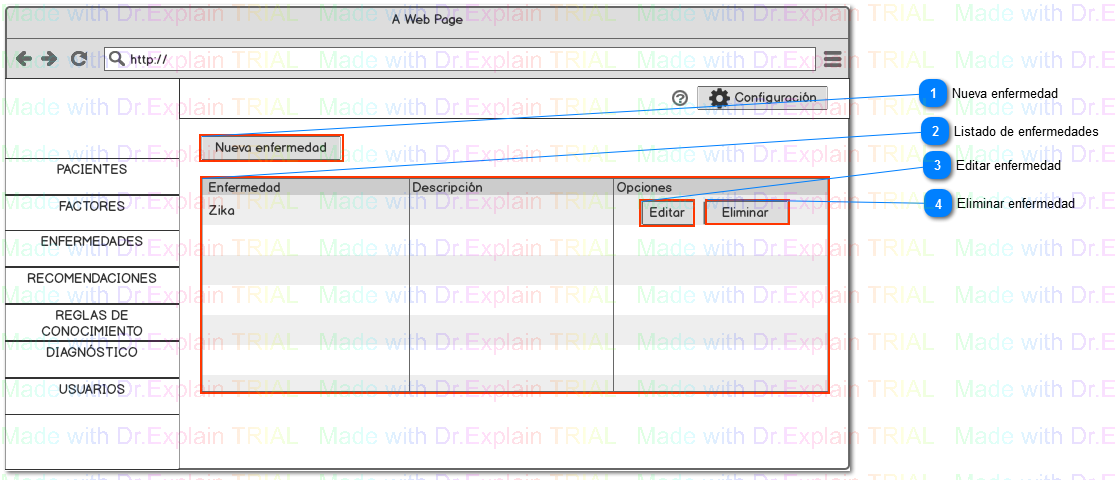 A Web Page
http://
Configuración
Nueva enfermedad
Enfermedad Descripción Opciones
Zika Editar Eliminar
PACIENTES
FACTORES
ENFERMEDADES
RECOMENDACIONES
REGLAS DE
CONOCIMIENTO
DIAGNÓSTICO
USUARIOS
1 Nueva enfermedad
2 Listado de enfermedades
3 Editar enfermedad
4 Eliminar enfermedad
Made with Dr.Explain TRIAL